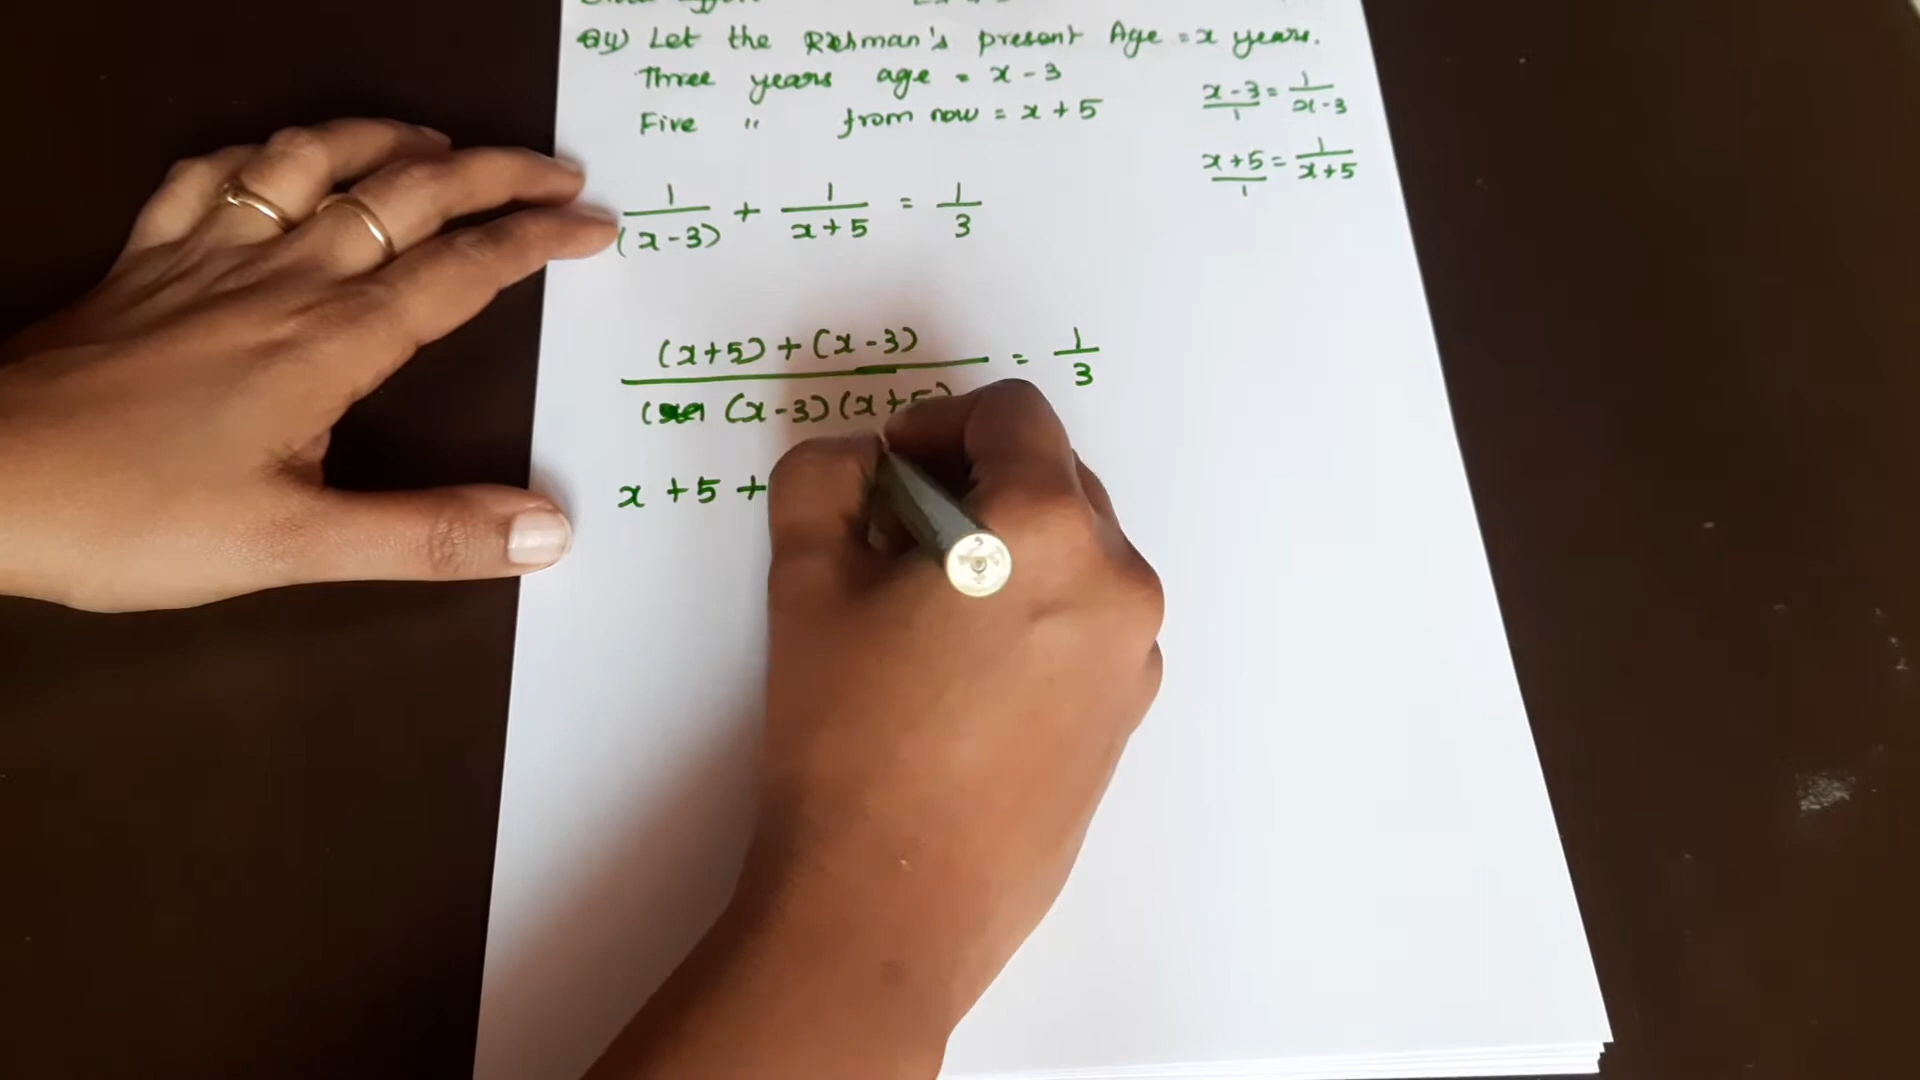 Q4) Let the Rehman's present Age = x years.
Three years age = x - 3
Five " from now = x + 5
x - 3 / 1 = 1 / x - 3
x + 5 / 1 = 1 / x + 5
1 / (x - 3) + 1 / x + 5 = 1 / 3
(x + 5) + (x - 3) / ( (x - 3) (x + 5) = 1 / 3
x + 5 +